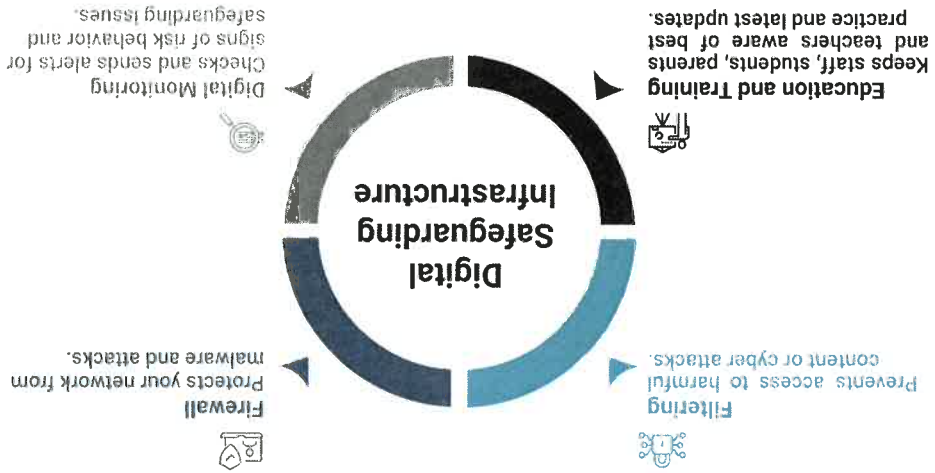 Filtering
Prevents access to harmful
content or cyber attacks.
Firewall
Protects your network from
malware and attacks.
Digital
Safeguarding
Infrastructure
Education and Training
Keeps staff, students, parents
and teachers aware of best
practice and latest updates.
Digital Monitoring
Checks and sends alerts for
signs of risk behavior and
safeguarding Issues.